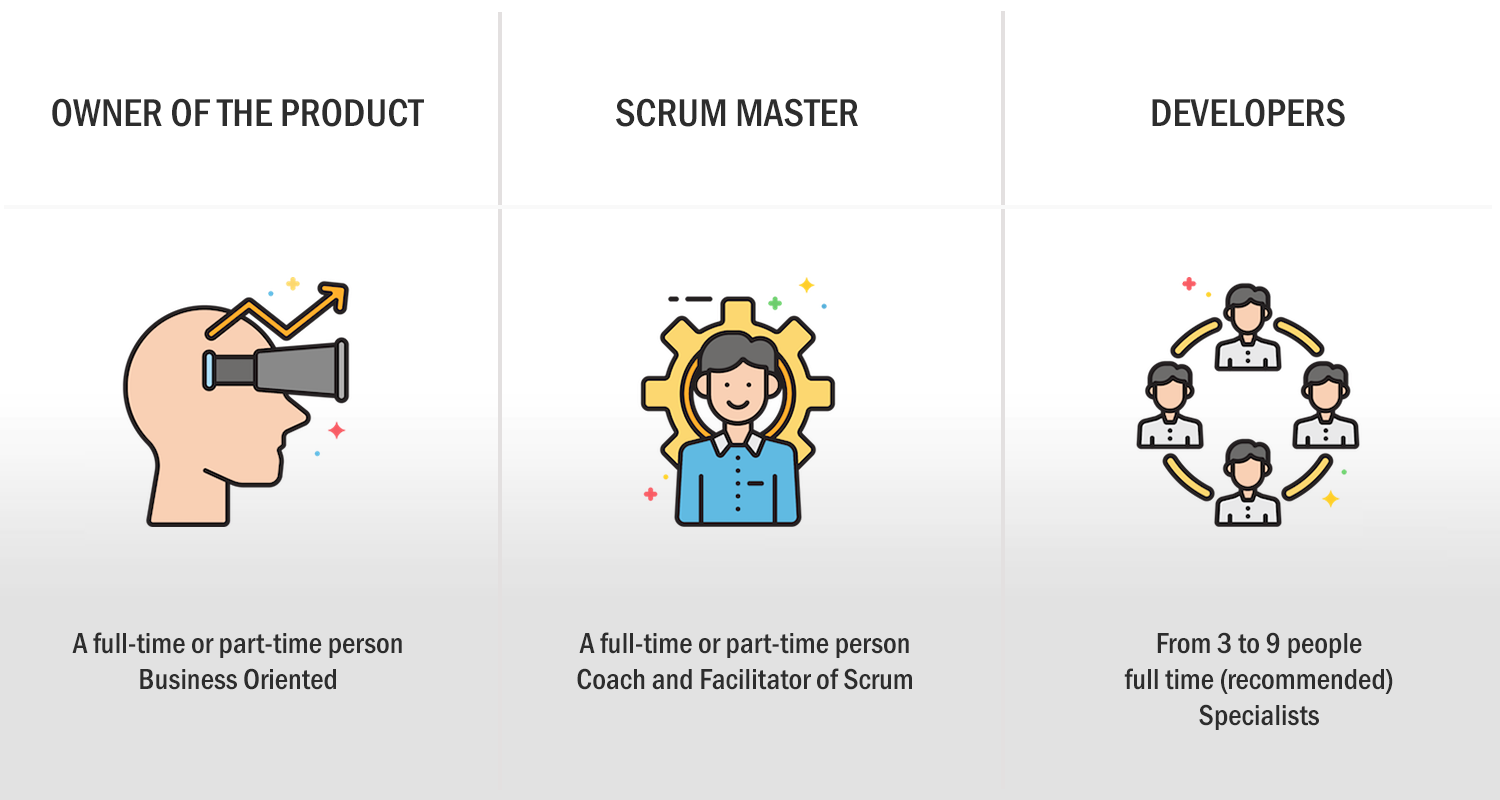 OWNER OF THE PRODUCT
SCRUM MASTER
DEVELOPERS
A full-time or part-time person
Business Oriented
A full-time or part-time person
Coach and Facilitator of Scrum
From 3 to 9 people
full time (recommended)
Specialists